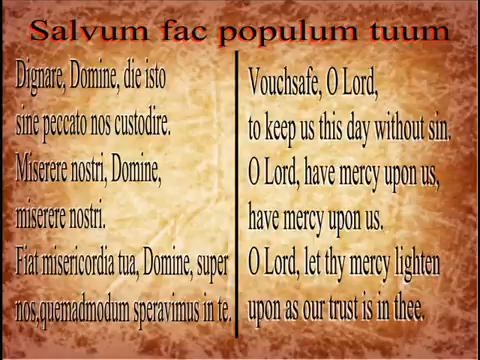 Salvum fac populum tuum
Dignare, Domine, die isto
sine peccato nos custodire.
Miserere nostri, Domine,
miserere nostri.
Fiat misericordia tua, Domine, super
nos,quemadmodum speravimus in te.
Vouchsafe, O Lord,
to keep us this day without sin.
O Lord, have mercy upon us,
have mercy upon us.
O Lord, let thy mercy lighten
upon as our trust is in thee.